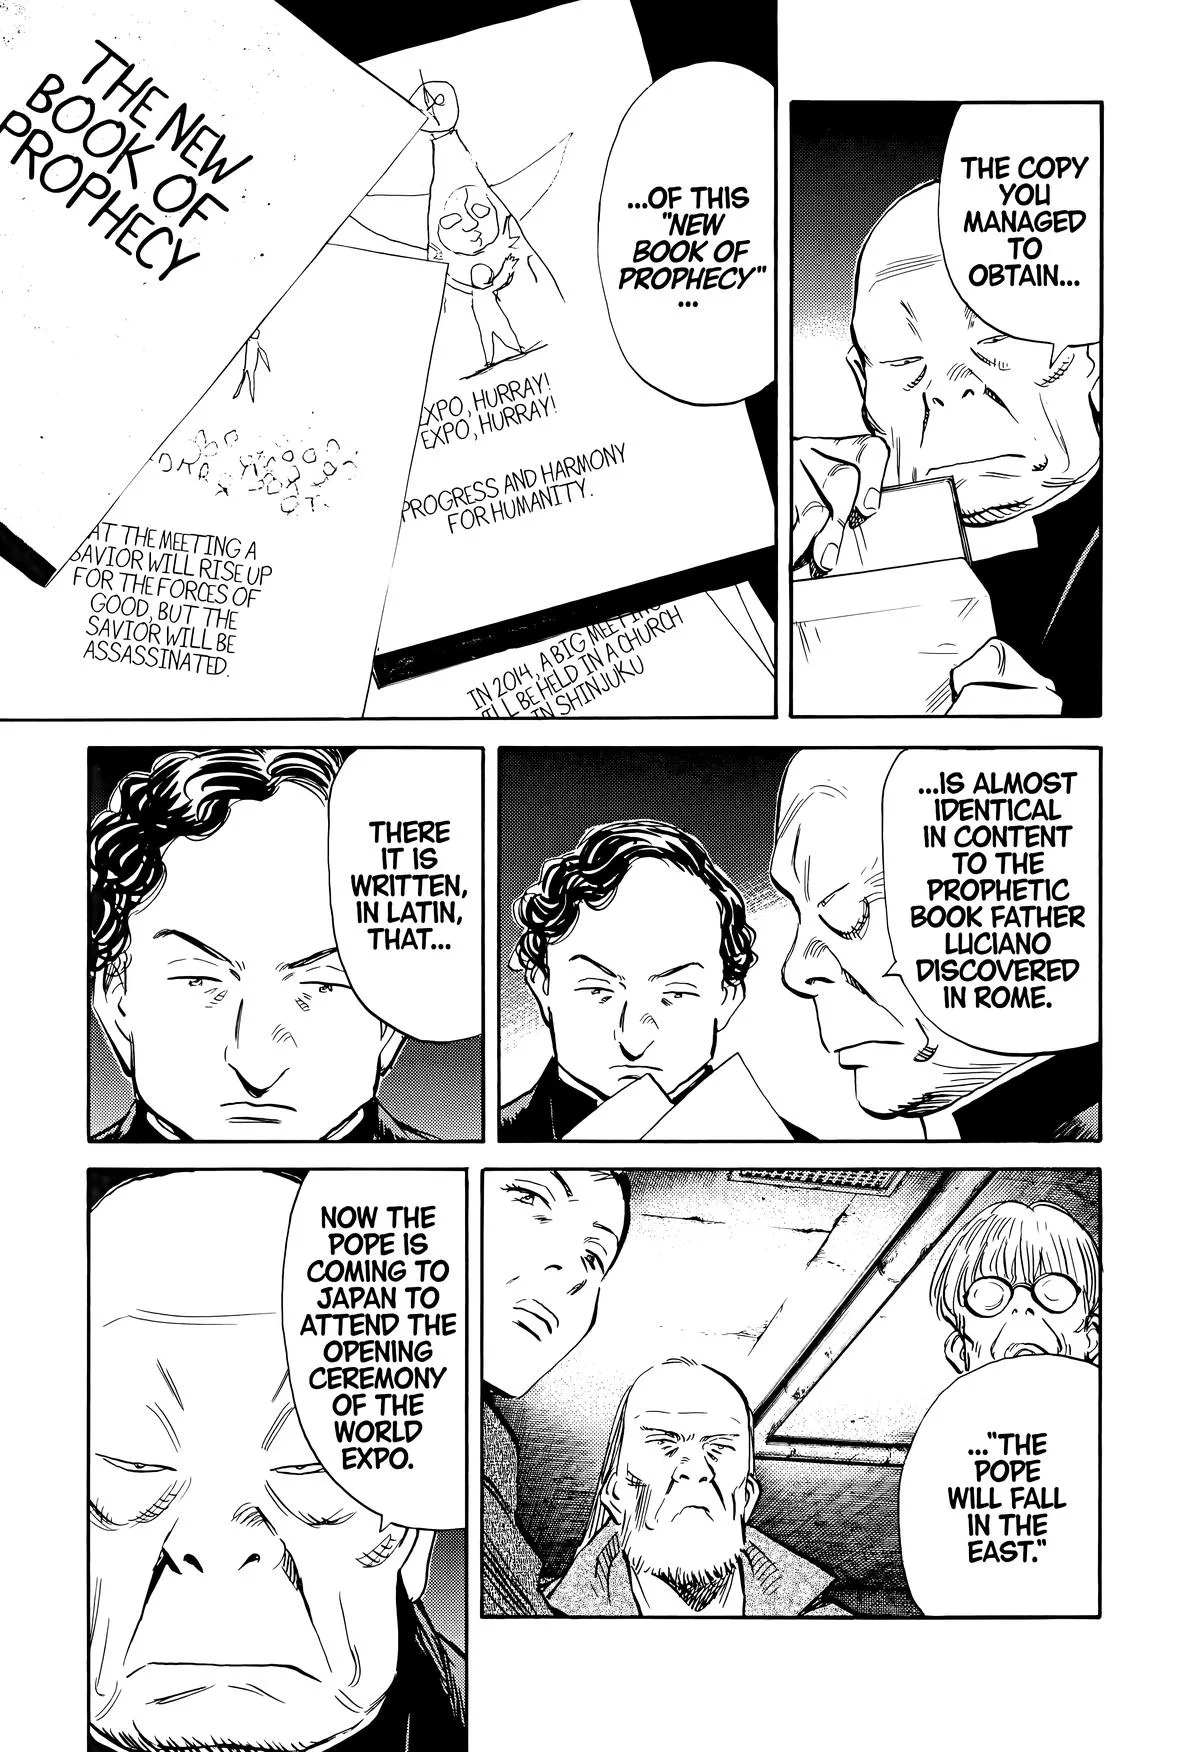 THE COPY
YOU
MANAGED
TO
OBTAIN...
...OF THIS
"NEW
BOOK OF
PROPHECY"
...
THE NEW
BOOK OF
PROPHECY
EXPO, HURRAY!
EXPO, HURRAY!
PROGRESS AND HARMONY
FOR HUMANITY.
AT THE MEETING A
SAVIOR WILL RISE UP
FOR THE FORCES OF
GOOD, BUT THE
SAVIOR WILL BE
ASSASSINATED.
IN 2014, A BIG MEETING
WILL BE HELD IN A CHURCH
IN SHINJUKU
...IS ALMOST
IDENTICAL
IN CONTENT
TO THE
PROPHETIC
BOOK FATHER
LUCIANO
DISCOVERED
IN ROME.
THERE
IT IS
WRITTEN,
IN LATIN,
THAT...
..."THE
POPE
WILL FALL
IN THE
EAST."
NOW THE
POPE IS
COMING TO
JAPAN TO
ATTEND THE
OPENING
CEREMONY
OF THE
WORLD
EXPO.